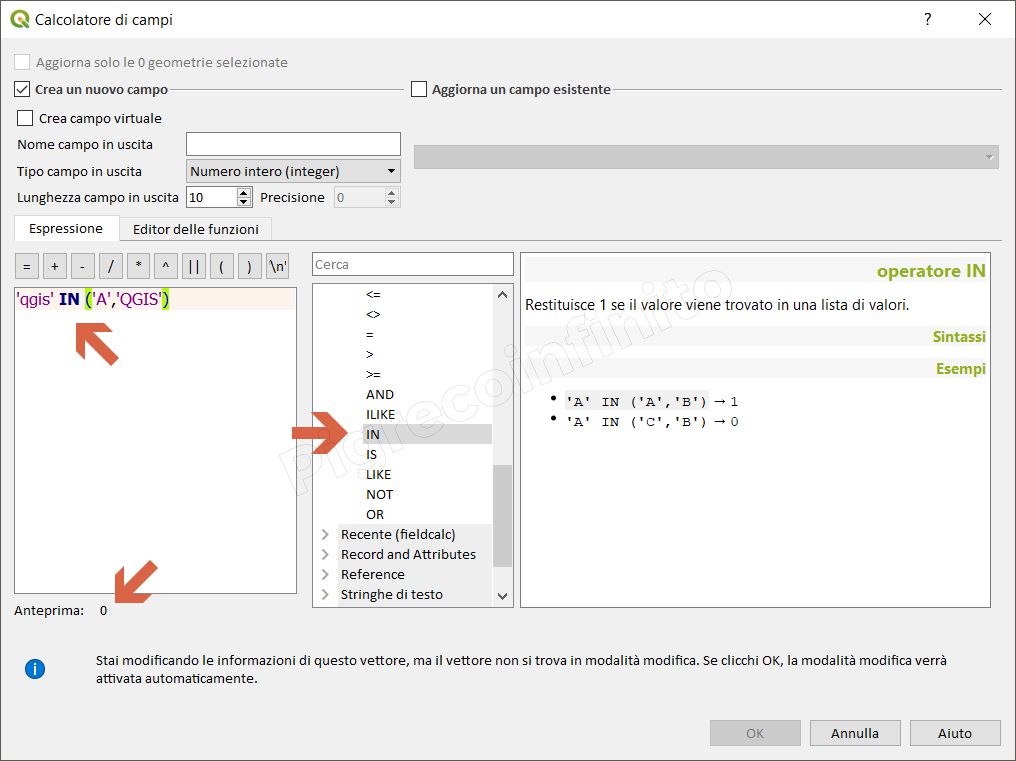 Calcolatore di campi
?
Aggiorna solo le 0 geometrie selezionate
Crea un nuovo campo
Aggiorna un campo esistente
Crea campo virtuale
Nome campo in uscita
Tipo campo in uscita Numero intero (integer)
Lunghezza campo in uscita 10 Precisione 0
Espressione Editor delle funzioni
= + - / * ^ || ( ) \n'
'qgis' IN ('A','QGIS')
Anteprima: 0
Cerca
<=
<>
=
>
>=
AND
ILIKE
IN
IS
LIKE
NOT
OR
Recente (fieldcalc)
Record and Attributes
Reference
Stringhe di testo
operatore IN
Restituisce 1 se il valore viene trovato in una lista di valori.
Sintassi
Esempi
'A' IN ('A','B') → 1
'A' IN ('C','B') → 0
Pigrecoinfinito
Stai modificando le informazioni di questo vettore, ma il vettore non si trova in modalità modifica. Se clicchi OK, la modalità modifica verrà
attivata automaticamente.
OK Annulla Aiuto